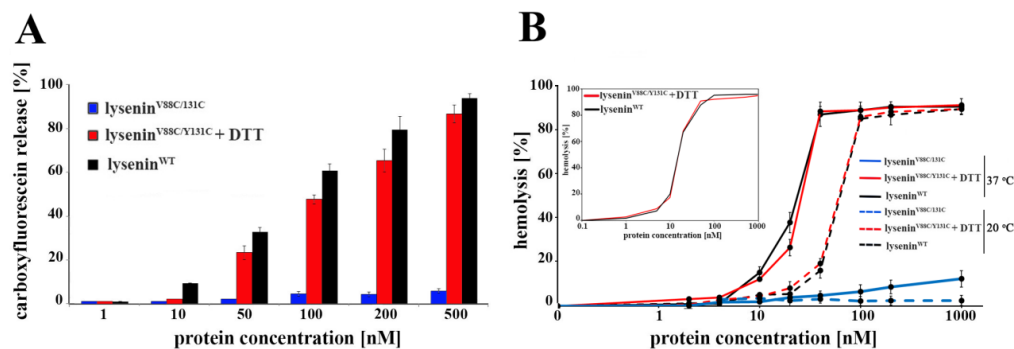 A
carboxyfluorescein release [%]
100
80
60
40
20
0
lysenin^V88C/131C
lysenin^V88C/Y131C + DTT
lysenin^WT
1 10 50 100 200 500
protein concentration [nM]
B
hemolysis [%]
100
80
60
40
20
0
hemolysis [%]
100
80
60
40
20
0
lysenin^V88C/Y131C +DTT
lysenin^WT
0.1 1 10 100 1000
protein concentration [nM]
lysenin^V88C/131C
lysenin^V88C/Y131C + DTT
lysenin^WT
37 °C
lysenin^V88C/131C
lysenin^V88C/Y131C + DTT
lysenin^WT
20 °C
0 1 10 100 1000
protein concentration [nM]